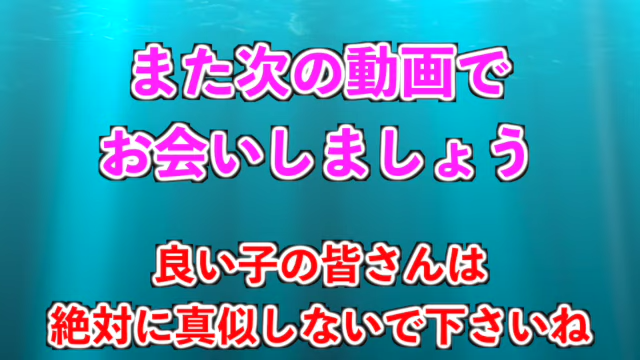 また次の動画で
お会いしましょう
良い子の皆さんは
絶対に真似しないで下さいね